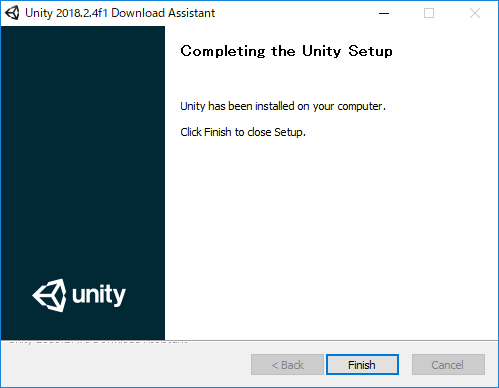 Unity 2018.2.4f1 Download Assistant
Completing the Unity Setup
Unity has been installed on your computer.
Click Finish to close Setup.
unity
< Back
Finish
Cancel